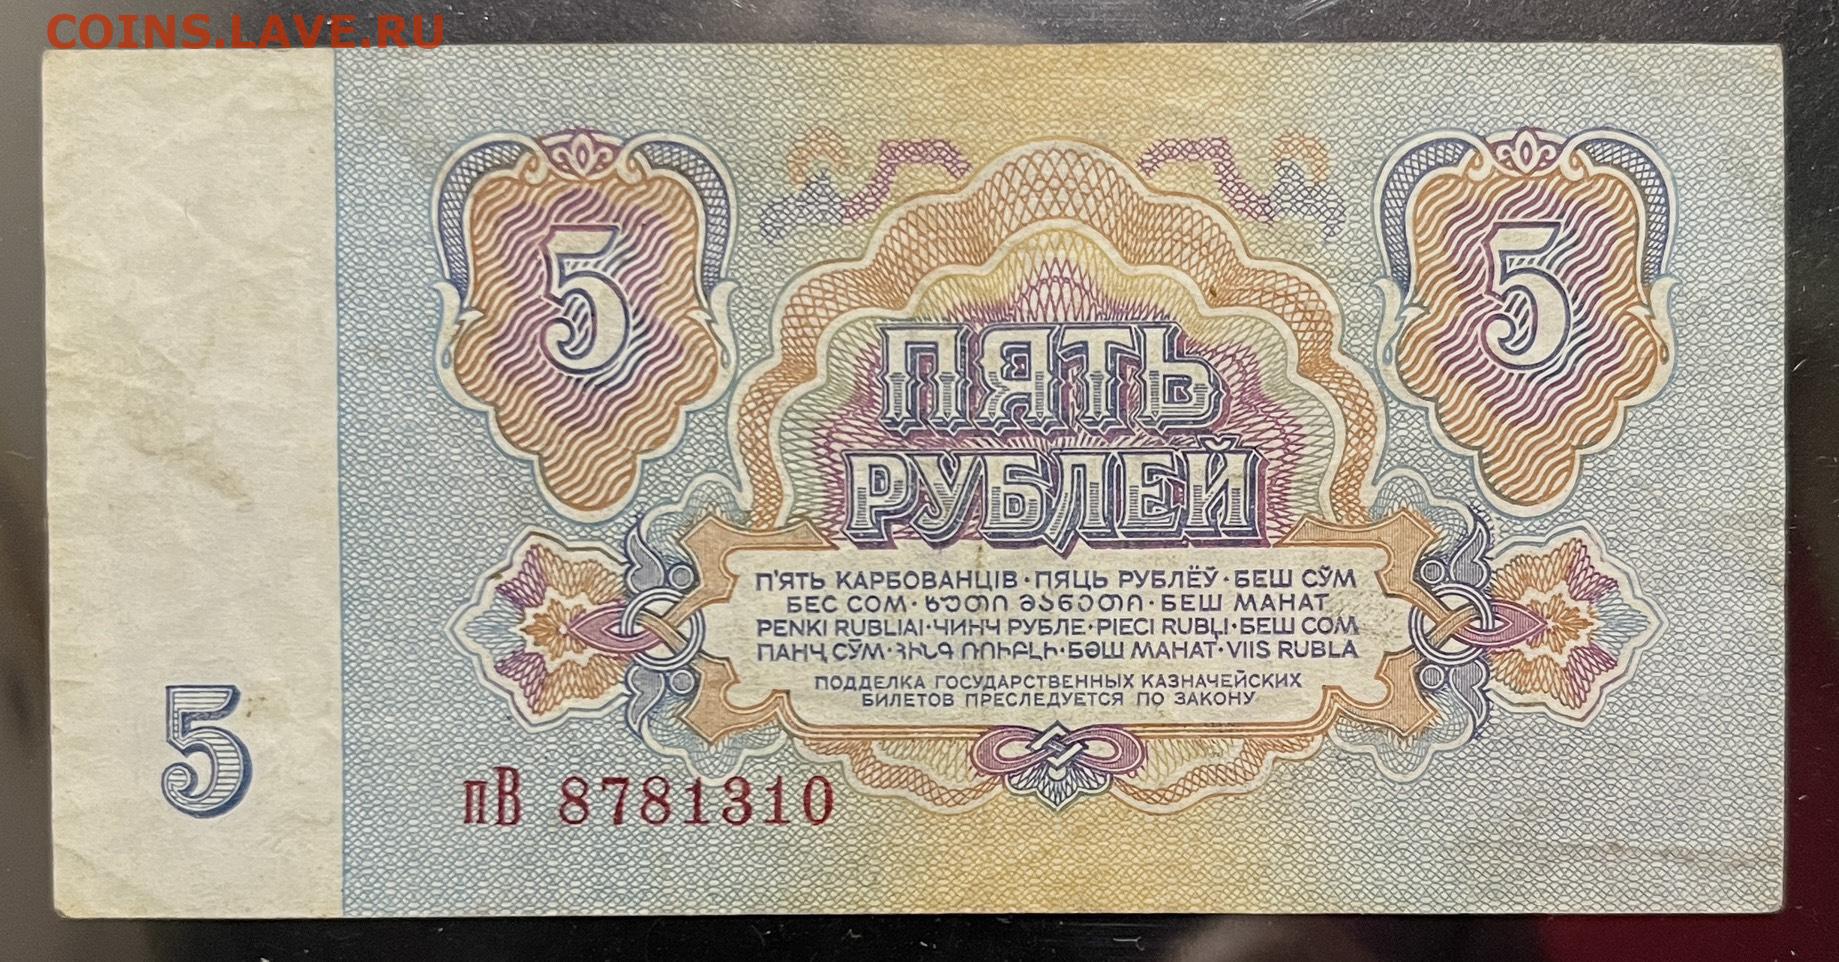 COINS.LAVE.RU
5
5
ПЯТЬ
РУБЛЕЙ
П'ЯТЬ КАРБОВАНЦІВ · ПЯЦЬ РУБЛЁЎ · БЕШ СЎМ
БЕС СОМ · ხუთი მანეთი · БЕШ МАНАТ
PENKI RUBLIAI · ЧИНЧ РУБЛЕ · PIECI RUBĻI · БЕШ СОМ
ПАНҶ СӮМ · ՀԻՆԳ ՌՈՒԲԼԻ · БӘШ МАНАТ · VIIS RUBLA
ПОДДЕЛКА ГОСУДАРСТВЕННЫХ КАЗНАЧЕЙСКИХ
БИЛЕТОВ ПРЕСЛЕДУЕТСЯ ПО ЗАКОНУ
5
пВ 8781310